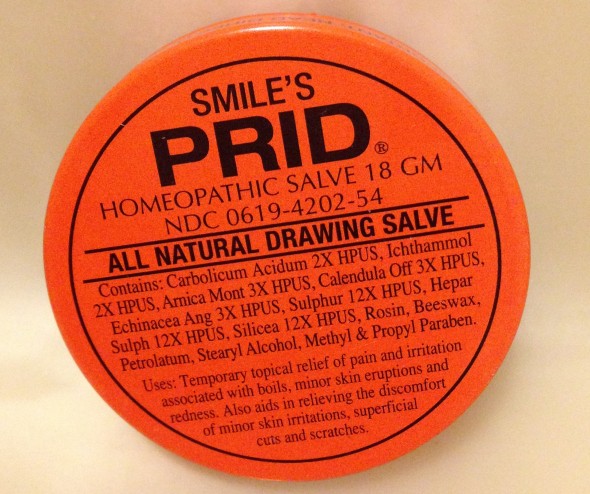 SMILE'S
PRID®
HOMEOPATHIC SALVE 18 GM
NDC 0619-4202-54
ALL NATURAL DRAWING SALVE
Contains: Carbolicum Acidum 2X HPUS, Ichthammol
2X HPUS, Arnica Mont 3X HPUS, Calendula Off 3X HPUS,
Echinacea Ang 3X HPUS, Sulphur 12X HPUS, Hepar
Sulph 12X HPUS, Silicea 12X HPUS, Rosin, Beeswax,
Petrolatum, Stearyl Alcohol, Methyl & Propyl Paraben.
Uses: Temporary topical relief of pain and irritation
associated with boils, minor skin eruptions and
redness. Also aids in relieving the discomfort
of minor skin irritations, superficial
cuts and scratches.